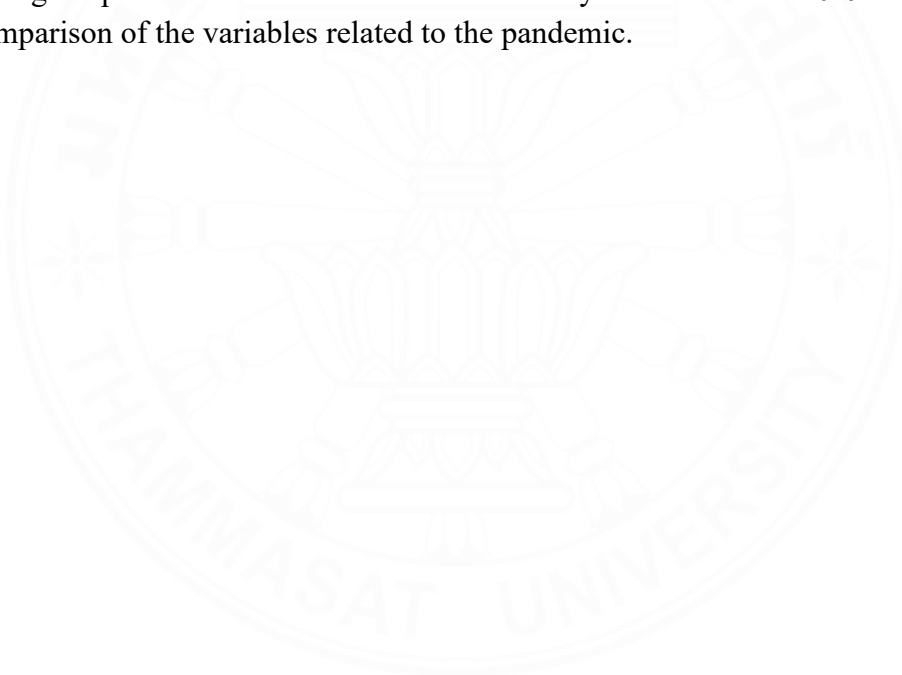 mparison of the variables related to the pandemic.
THAMMASAT UNIVERSITY